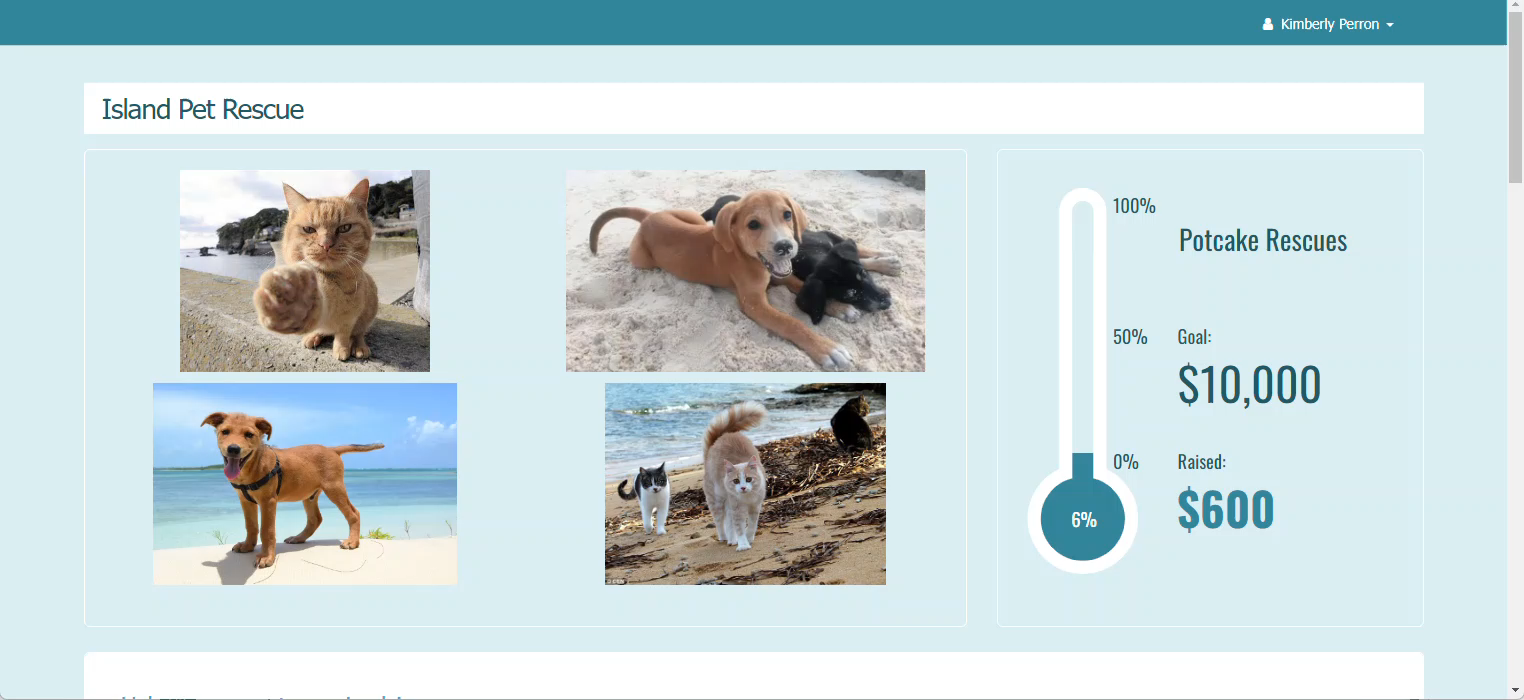 Kimberly Perron
Island Pet Rescue
100%
Potcake Rescues
50%
Goal:
$10,000
0%
Raised:
$600
6%